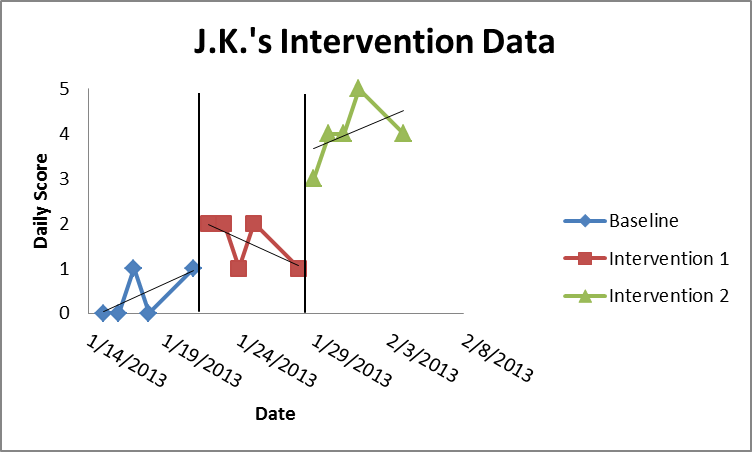 J.K.'s Intervention Data
5
4
3
2
1
0
Daily Score
1/14/2013
1/19/2013
1/24/2013
1/29/2013
2/3/2013
2/8/2013
Date
Baseline
Intervention 1
Intervention 2